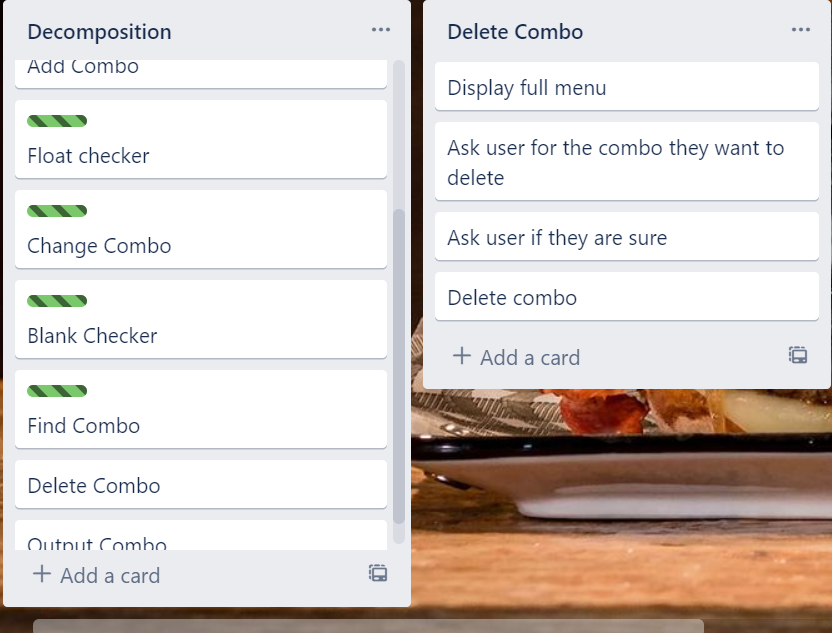 Decomposition
Add Combo
Float checker
Change Combo
Blank Checker
Find Combo
Delete Combo
Output Combo
Add a card
Delete Combo
Display full menu
Ask user for the combo they want to
delete
Ask user if they are sure
Delete combo
Add a card